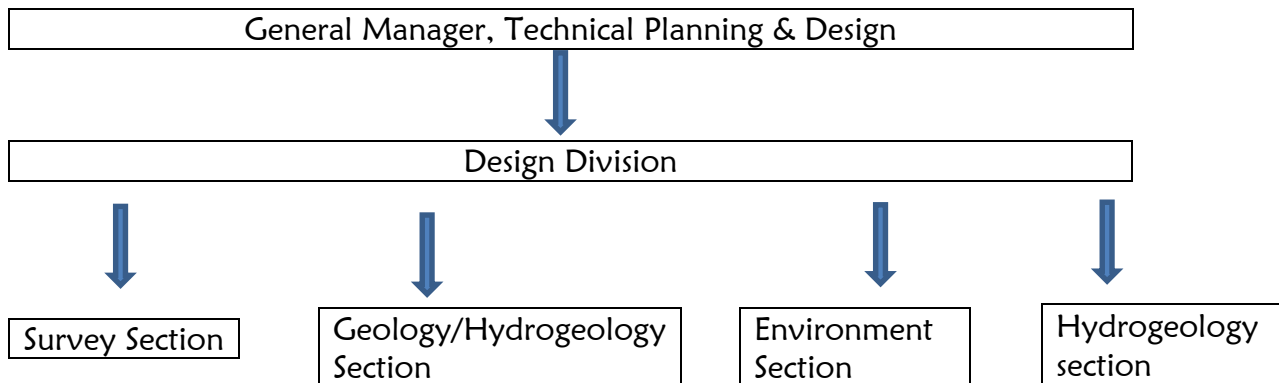 General Manager, Technical Planning & Design
Design Division
Survey Section
Geology/Hydrogeology
Section
Environment
Section
Hydrogeology
section